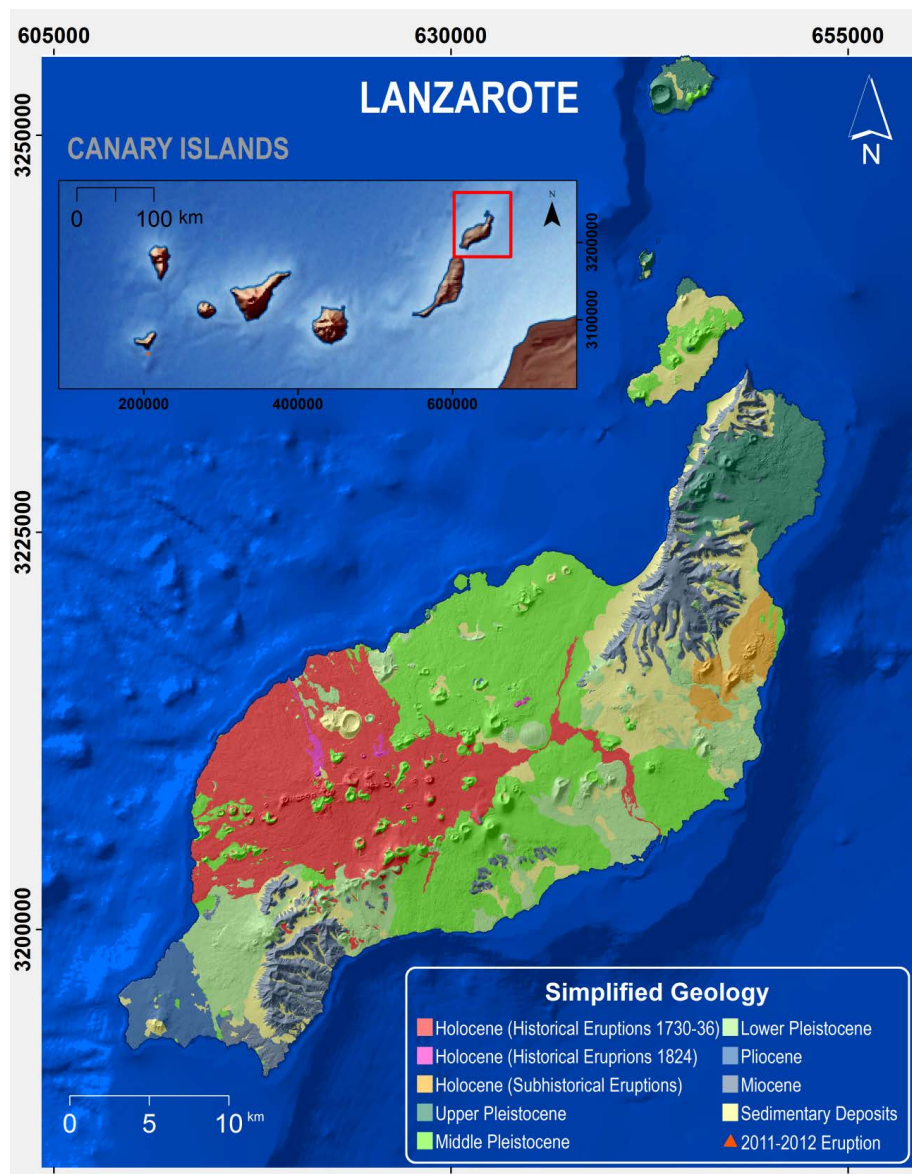 605000 630000 655000
LANZAROTE
3250000
N
CANARY ISLANDS
0 100 km
N
3200000
3100000
200000 400000 600000
3225000
3200000
Simplified Geology
Holocene (Historical Eruptions 1730-36)
Holocene (Historical Eruprions 1824)
Holocene (Subhistorical Eruptions)
Upper Pleistocene
Middle Pleistocene
Lower Pleistocene
Pliocene
Miocene
Sedimentary Deposits
2011-2012 Eruption
0 5 10 km